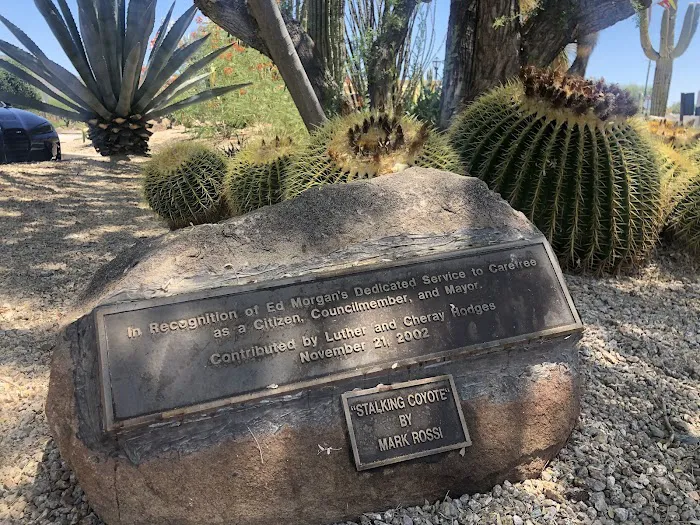 In Recognition of Ed Morgan's Dedicated Service to Carefree
as a Citizen, Councilmember, and Mayor.
Contributed by Luther and Cheray Hodges
November 21, 2002
"STALKING COYOTE"
BY
MARK ROSSI